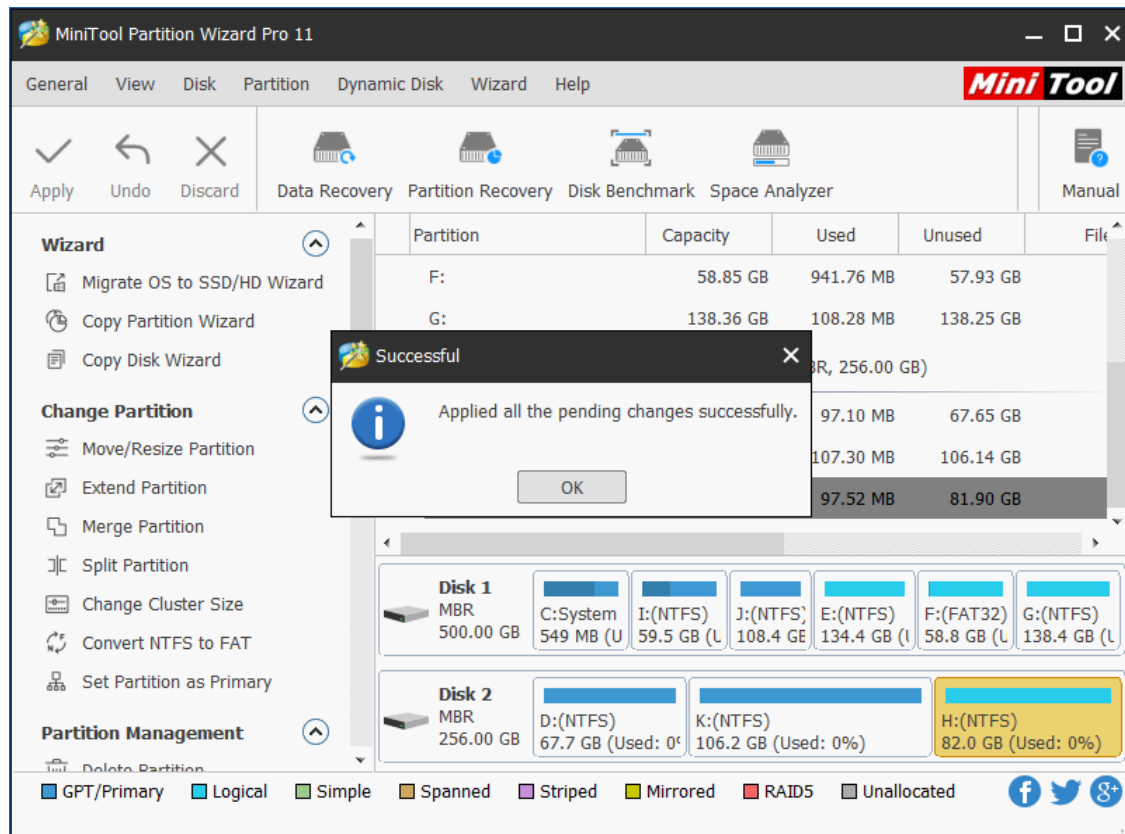 MiniTool Partition Wizard Pro 11
General View Disk Partition Dynamic Disk Wizard Help
Mini Tool
Apply Undo Discard Data Recovery Partition Recovery Disk Benchmark Space Analyzer Manual
Wizard
Migrate OS to SSD/HD Wizard
Copy Partition Wizard
Copy Disk Wizard
Change Partition
Move/Resize Partition
Extend Partition
Merge Partition
Split Partition
Change Cluster Size
Convert NTFS to FAT
Set Partition as Primary
Partition Management
Delete Partition
Partition Capacity Used Unused File
F: 58.85 GB 941.76 MB 57.93 GB
G: 138.36 GB 108.28 MB 138.25 GB
BR, 256.00 GB)
97.10 MB 67.65 GB
107.30 MB 106.14 GB
97.52 MB 81.90 GB
Successful
Applied all the pending changes successfully.
OK
Disk 1
MBR
500.00 GB
C:System I:(NTFS) J:(NTFS) E:(NTFS) F:(FAT32) G:(NTFS)
549 MB (U 59.5 GB (U 108.4 GB 134.4 GB (U 58.8 GB (U 138.4 GB (U
Disk 2
MBR
256.00 GB
D:(NTFS) K:(NTFS) H:(NTFS)
67.7 GB (Used: 0% 106.2 GB (Used: 0%) 82.0 GB (Used: 0%)
GPT/Primary Logical Simple Spanned Striped Mirrored RAID5 Unallocated